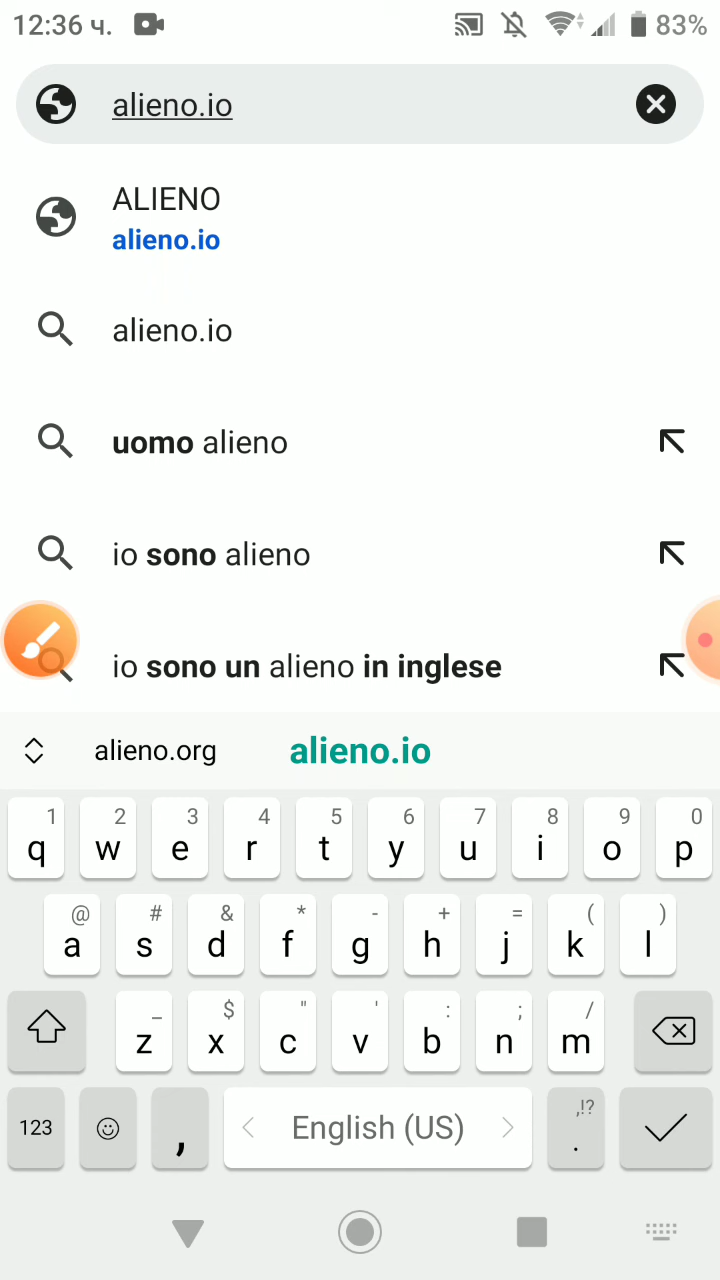 12:36 ч. 83%
alieno.io
ALIENO
alieno.io
alieno.io
uomo alieno
io sono alieno
io sono un alieno in inglese
alieno.org alieno.io
1 2 3 4 5 6 7 8 9 0
q w e r t y u i o p
@ # & * - + = ( )
a s d f g h j k l
_ $ " ' : ; /
z x c v b n m
123 , English (US) ,!? .